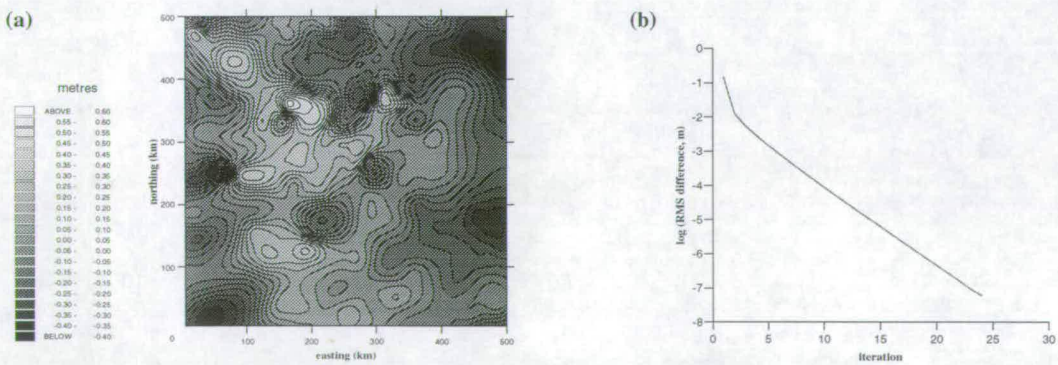 (a)
metres
ABOVE 0.60
0.55 - 0.60
0.50 - 0.55
0.45 - 0.50
0.40 - 0.45
0.35 - 0.40
0.30 - 0.35
0.25 - 0.30
0.20 - 0.25
0.15 - 0.20
0.10 - 0.15
0.05 - 0.10
0.00 - 0.05
-0.05 - 0.00
-0.10 - -0.05
-0.15 - -0.10
-0.20 - -0.15
-0.25 - -0.20
-0.30 - -0.25
-0.35 - -0.30
-0.40 - -0.35
BELOW -0.40
northing (km)
500
400
300
200
100
0
0 100 200 300 400 500
easting (km)
(b)
log (RMS difference, m)
0
-1
-2
-3
-4
-5
-6
-7
-8
0 5 10 15 20 25 30
iteration